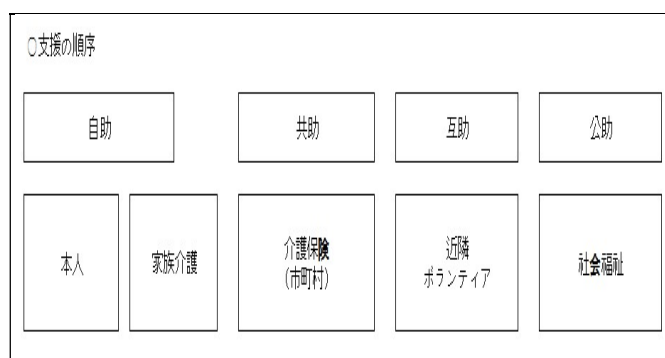 ○支援の順序
自助
共助
互助
公助
本人
家族介護
介護保険
(市町村)
近隣
ボランティア
社会福祉